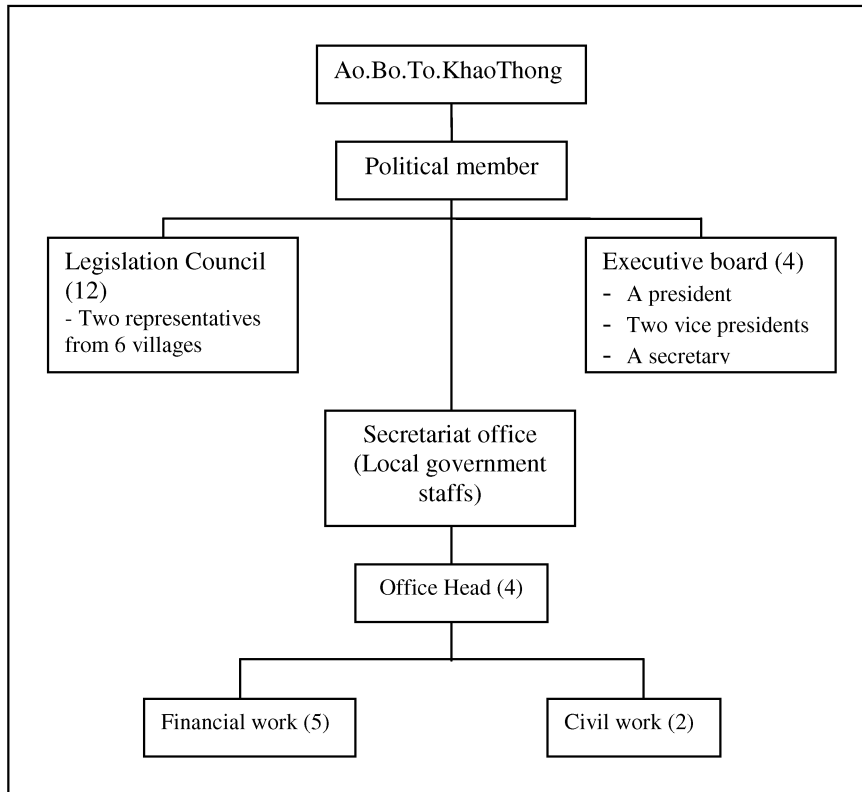 Ao.Bo.To.KhaoThong
Political member
Legislation Council
(12)
- Two representatives
from 6 villages
Executive board (4)
- A president
- Two vice presidents
- A secretary
Secretariat office
(Local government
staffs)
Office Head (4)
Financial work (5)
Civil work (2)